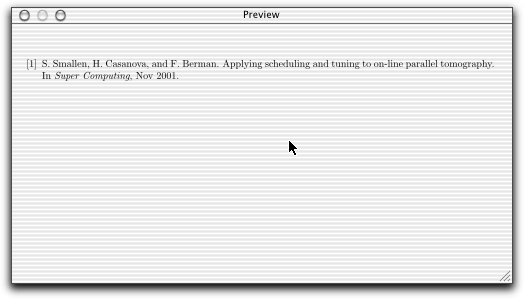 Preview
[1] S. Smallen, H. Casanova, and F. Berman. Applying scheduling and tuning to on-line parallel tomography.
In Super Computing, Nov 2001.